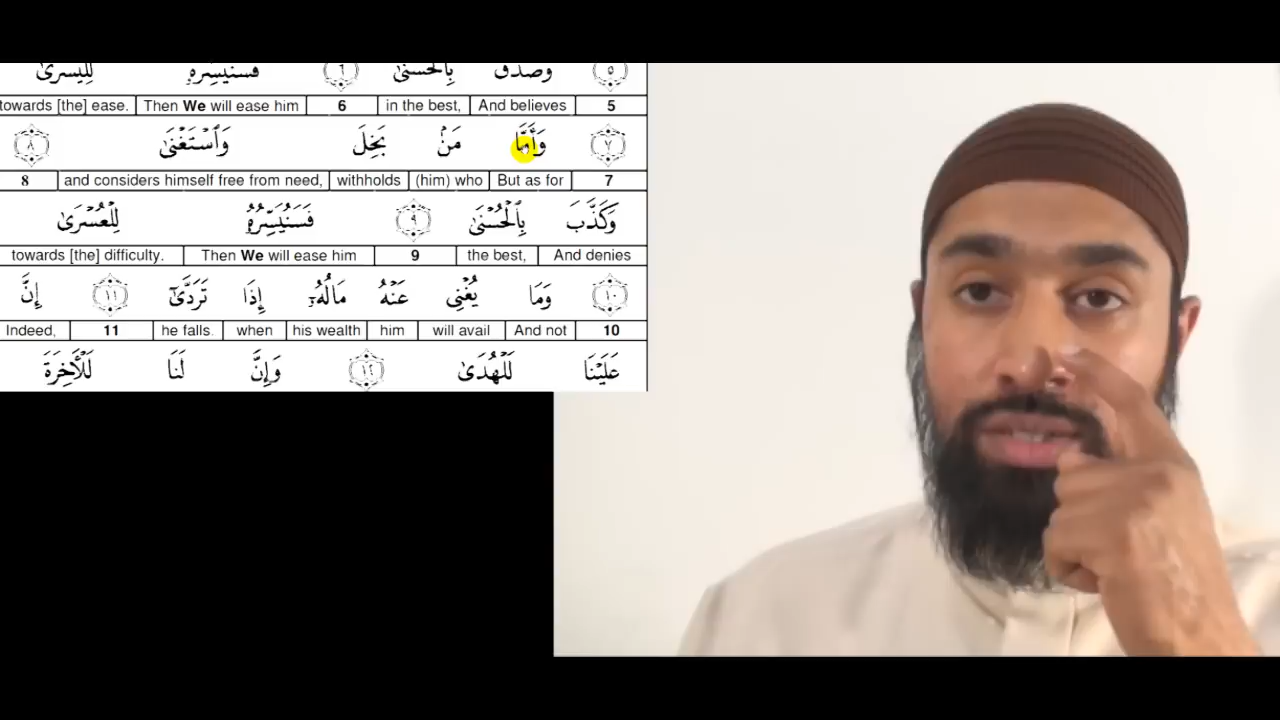 ٥ وَصَدَّقَ بِٱلْحُسْنَىٰ ٦ فَسَنُيَسِّرُهُۥ لِلْيُسْرَىٰ
5 And believes in the best, 6 Then We will ease him towards [the] ease.
٧ وَأَمَّا مَنۢ بَخِلَ وَٱسْتَغْنَىٰ ٨
7 But as for (him) who withholds and considers himself free from need, 8
وَكَذَّبَ بِٱلْحُسْنَىٰ ٩ فَسَنُيَسِّرُهُۥ لِلْعُسْرَىٰ
And denies the best, 9 Then We will ease him towards [the] difficulty.
١٠ وَمَا يُغْنِى عَنْهُ مَالُهُۥٓ إِذَا تَرَدَّىٰٓ ١١ إِنَّ
10 And not will avail him his wealth when he falls. 11 Indeed,
عَلَيْنَا لَلْهُدَىٰ ١٢ وَإِنَّ لَنَا لَلْـَٔاخِرَةَ